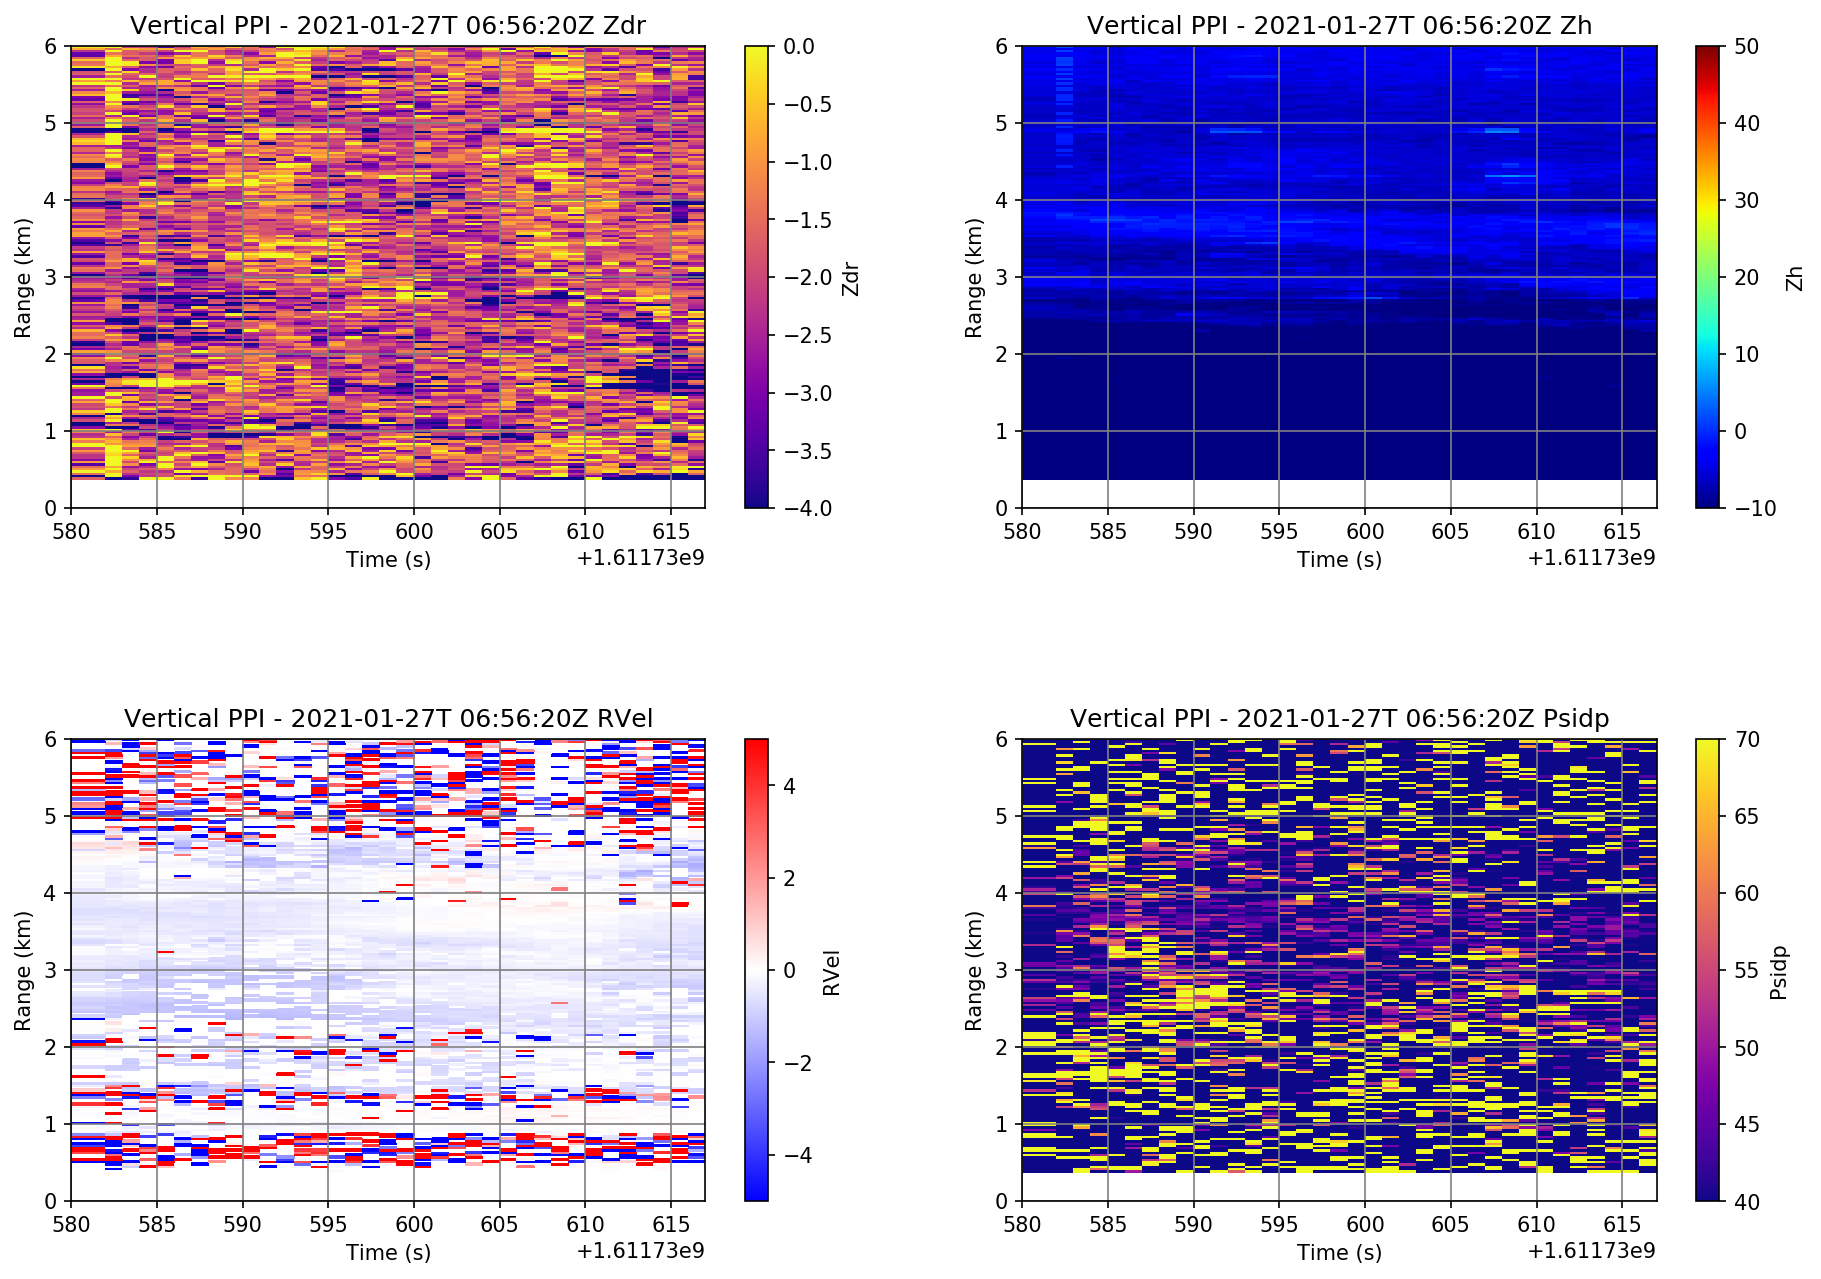 Vertical PPI - 2021-01-27T 06:56:20Z Zdr
6
5
4
3
2
1
0
Range (km)
580 585 590 595 600 605 610 615
Time (s)
+1.61173e9
0.0
−0.5
−1.0
−1.5
−2.0
−2.5
−3.0
−3.5
−4.0
Zdr
Vertical PPI - 2021-01-27T 06:56:20Z Zh
6
5
4
3
2
1
0
Range (km)
580 585 590 595 600 605 610 615
Time (s)
+1.61173e9
50
40
30
20
10
0
−10
Zh
Vertical PPI - 2021-01-27T 06:56:20Z RVel
6
5
4
3
2
1
0
Range (km)
580 585 590 595 600 605 610 615
Time (s)
+1.61173e9
4
2
0
−2
−4
RVel
Vertical PPI - 2021-01-27T 06:56:20Z Psidp
6
5
4
3
2
1
0
Range (km)
580 585 590 595 600 605 610 615
Time (s)
+1.61173e9
70
65
60
55
50
45
40
Psidp